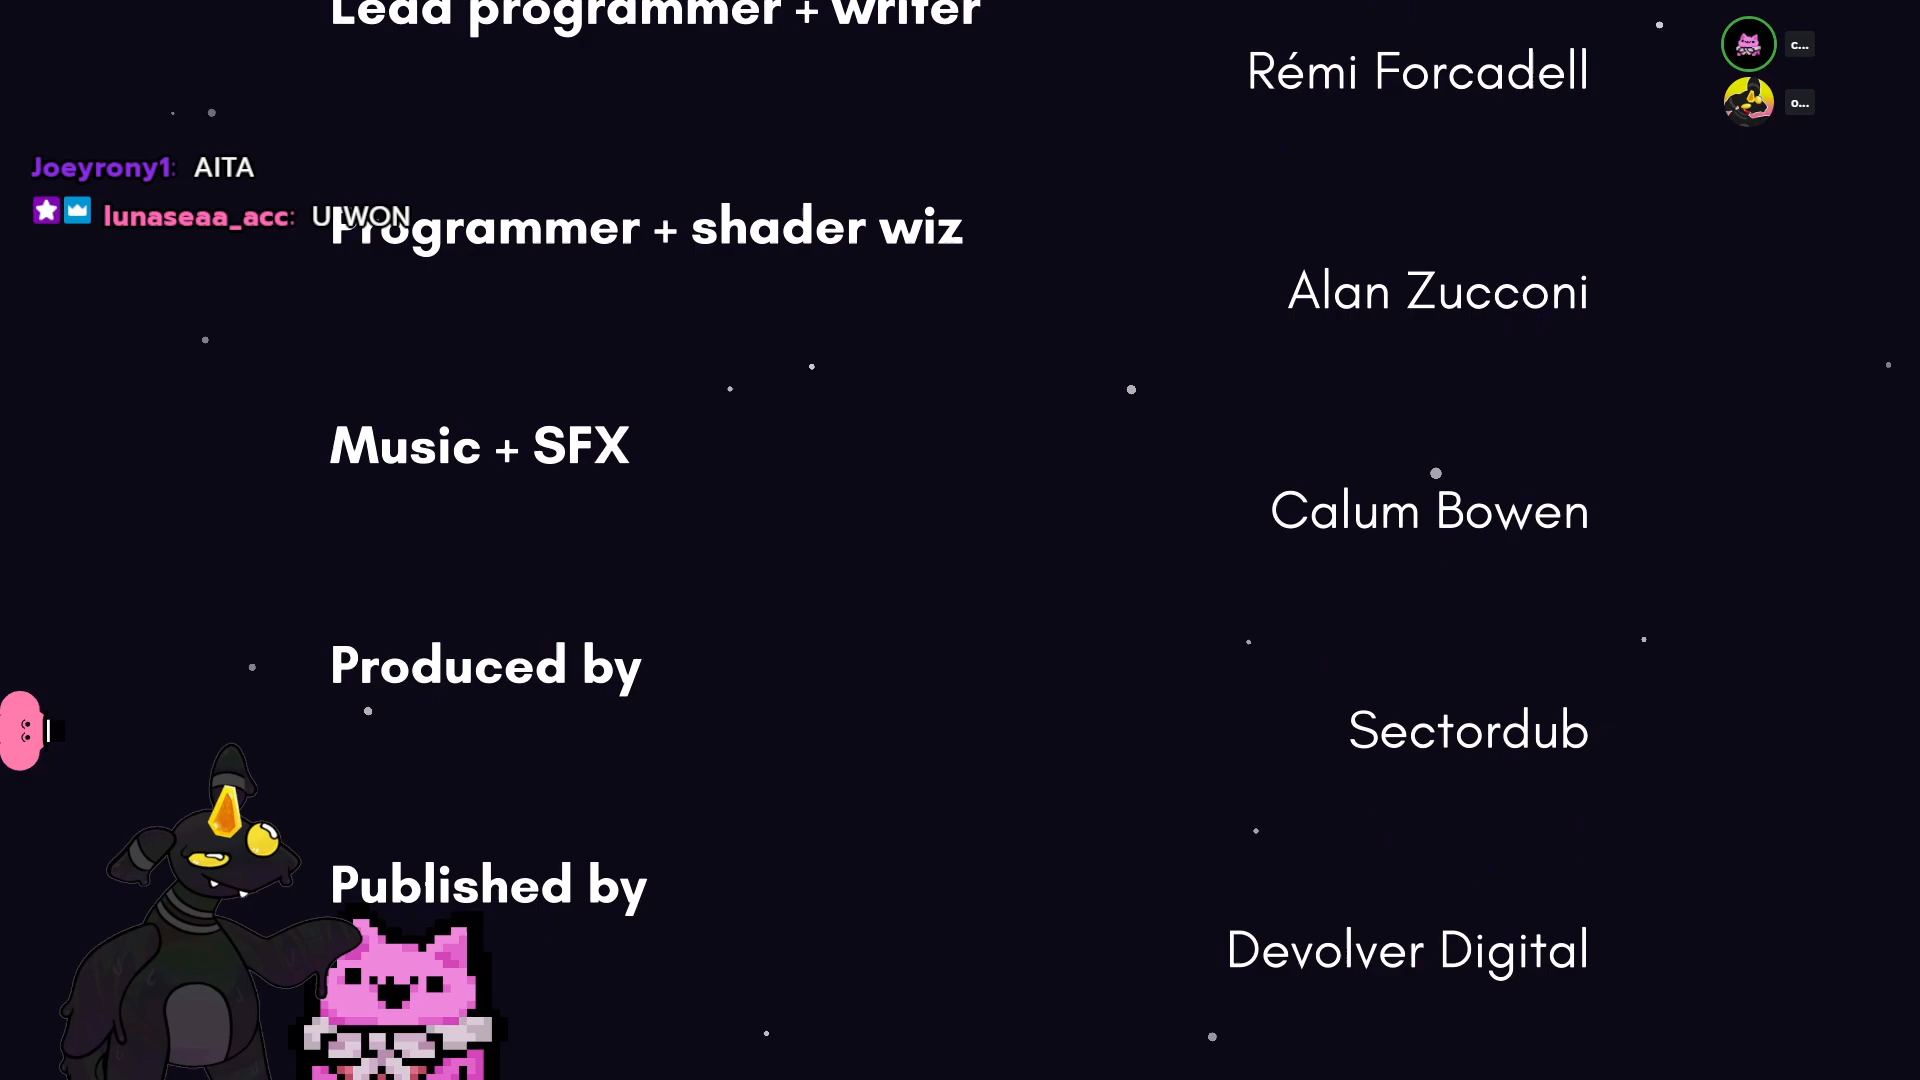 Lead programmer + writer
Rémi Forcadell
c...
o...
Joeyrony1: AITA
lunaseaa_acc: UWON
Programmer + shader wiz
Alan Zucconi
Music + SFX
Calum Bowen
Produced by
Sectordub
Published by
Devolver Digital